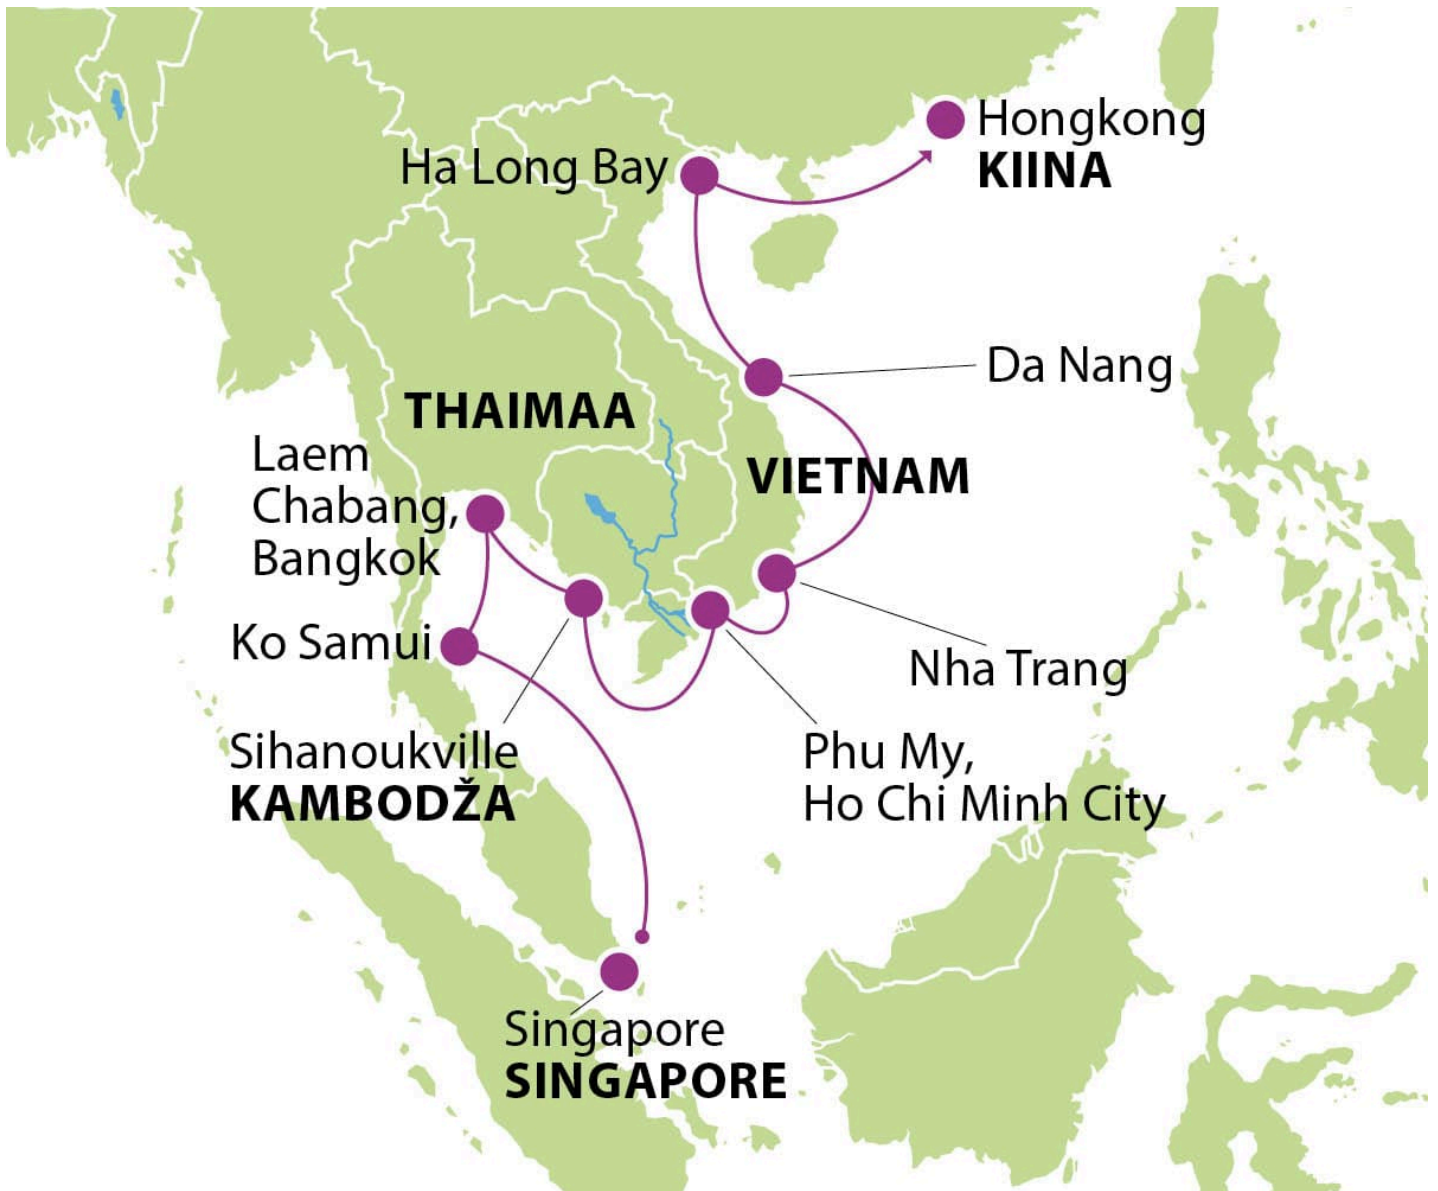 Hongkong
KIINA
Ha Long Bay
Da Nang
THAIMAA
Laem
Chabang,
Bangkok
VIETNAM
Ko Samui
Nha Trang
Sihanoukville
KAMBODŽA
Phu My,
Ho Chi Minh City
Singapore
SINGAPORE